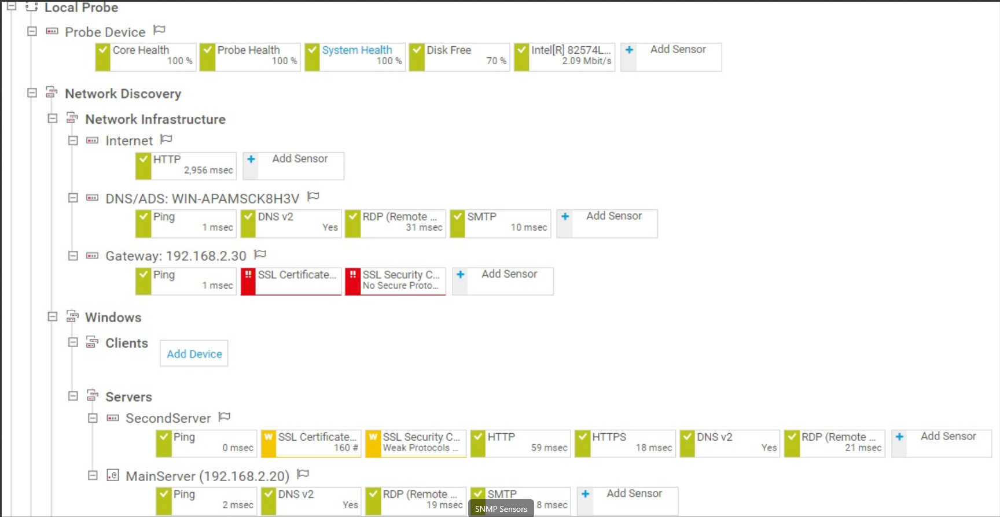 Local Probe
Probe Device
Core Health
100 %
Probe Health
100 %
System Health
100 %
Disk Free
70 %
Intel[R] 82574L...
2.09 Mbit/s
Add Sensor
Network Discovery
Network Infrastructure
Internet
HTTP
2,956 msec
Add Sensor
DNS/ADS: WIN-APAMSCK8H3V
Ping
1 msec
DNS v2
Yes
RDP (Remote ...
31 msec
SMTP
10 msec
Add Sensor
Gateway: 192.168.2.30
Ping
1 msec
!! SSL Certificate...
!! SSL Security C...
No Secure Proto...
Add Sensor
Windows
Clients
Add Device
Servers
SecondServer
Ping
0 msec
W SSL Certificate...
160 #
W SSL Security C...
Weak Protocols ...
HTTP
59 msec
HTTPS
18 msec
DNS v2
Yes
RDP (Remote ...
21 msec
Add Sensor
MainServer (192.168.2.20)
Ping
2 msec
DNS v2
Yes
RDP (Remote ...
19 msec
SMTP
8 msec
Add Sensor
SNMP Sensors